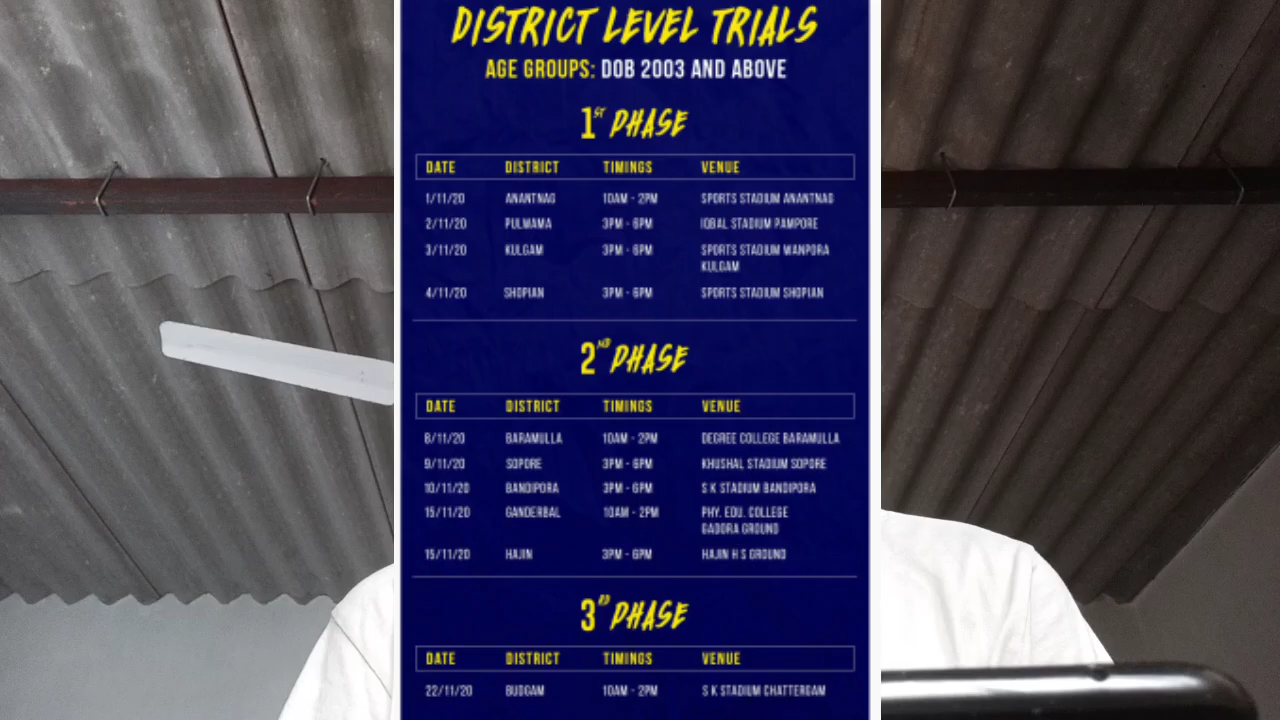 DISTRICT LEVEL TRIALS
AGE GROUPS: DOB 2003 AND ABOVE
1ST PHASE
DATE DISTRICT TIMINGS VENUE
1/11/20 ANANTNAG 10AM - 2PM SPORTS STADIUM ANANTNAG
2/11/20 PULWAMA 3PM - 6PM IQBAL STADIUM PAMPORE
3/11/20 KULGAM 3PM - 6PM SPORTS STADIUM WANPORA
KULGAM
4/11/20 SHOPIAN 3PM - 6PM SPORTS STADIUM SHOPIAN
2ND PHASE
DATE DISTRICT TIMINGS VENUE
8/11/20 BARAMULLA 10AM - 2PM DEGREE COLLEGE BARAMULLA
9/11/20 SOPORE 3PM - 6PM KHUSHAL STADIUM SOPORE
10/11/20 BANDIPORA 3PM - 6PM S K STADIUM BANDIPORA
15/11/20 GANDERBAL 10AM - 2PM PHY. EDU. COLLEGE
GADORA GROUND
15/11/20 HAJIN 3PM - 6PM HAJIN H S GROUND
3RD PHASE
DATE DISTRICT TIMINGS VENUE
22/11/20 BUDGAM 10AM - 2PM S K STADIUM CHATTERGAM